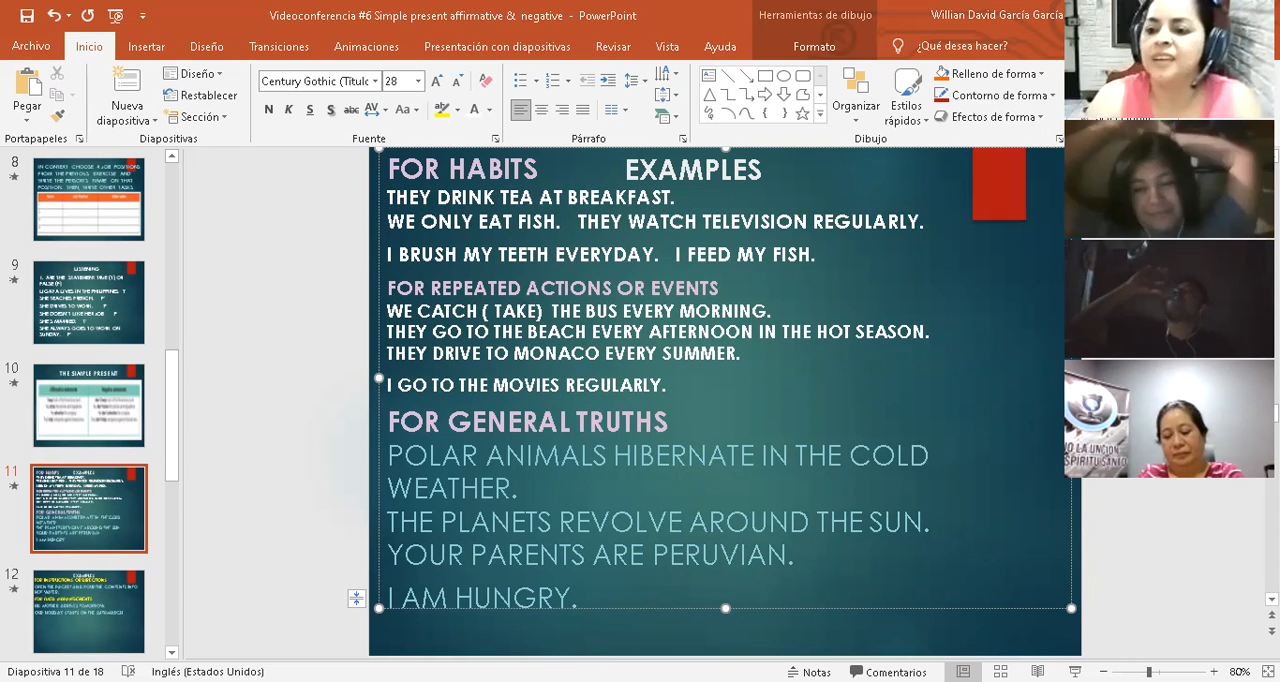 Videoconferencia #6 Simple present affirmative & negative - PowerPoint
Herramientas de dibujo
Willian David García García
Archivo
Inicio
Insertar
Diseño
Transiciones
Animaciones
Presentación con diapositivas
Revisar
Vista
Ayuda
Formato
¿Qué desea hacer?
Pegar
Nueva diapositiva
Diseño
Restablecer
Sección
Century Gothic (Títulc
28
N K S S abc AV Aa A
Organizar
Estilos rápidos
Relleno de forma
Contorno de forma
Efectos de forma
Portapapeles
Diapositivas
Fuente
Párrafo
Dibujo
8
9
LISTENING
10
THE SIMPLE PRESENT
11
12
FOR HABITS EXAMPLES
THEY DRINK TEA AT BREAKFAST.
WE ONLY EAT FISH. THEY WATCH TELEVISION REGULARLY.
I BRUSH MY TEETH EVERYDAY. I FEED MY FISH.
FOR REPEATED ACTIONS OR EVENTS
WE CATCH ( TAKE) THE BUS EVERY MORNING.
THEY GO TO THE BEACH EVERY AFTERNOON IN THE HOT SEASON.
THEY DRIVE TO MONACO EVERY SUMMER.
I GO TO THE MOVIES REGULARLY.
FOR GENERAL TRUTHS
POLAR ANIMALS HIBERNATE IN THE COLD
WEATHER.
THE PLANETS REVOLVE AROUND THE SUN.
YOUR PARENTS ARE PERUVIAN.
I AM HUNGRY.
Diapositiva 11 de 18
Inglés (Estados Unidos)
Notas
Comentarios
80%